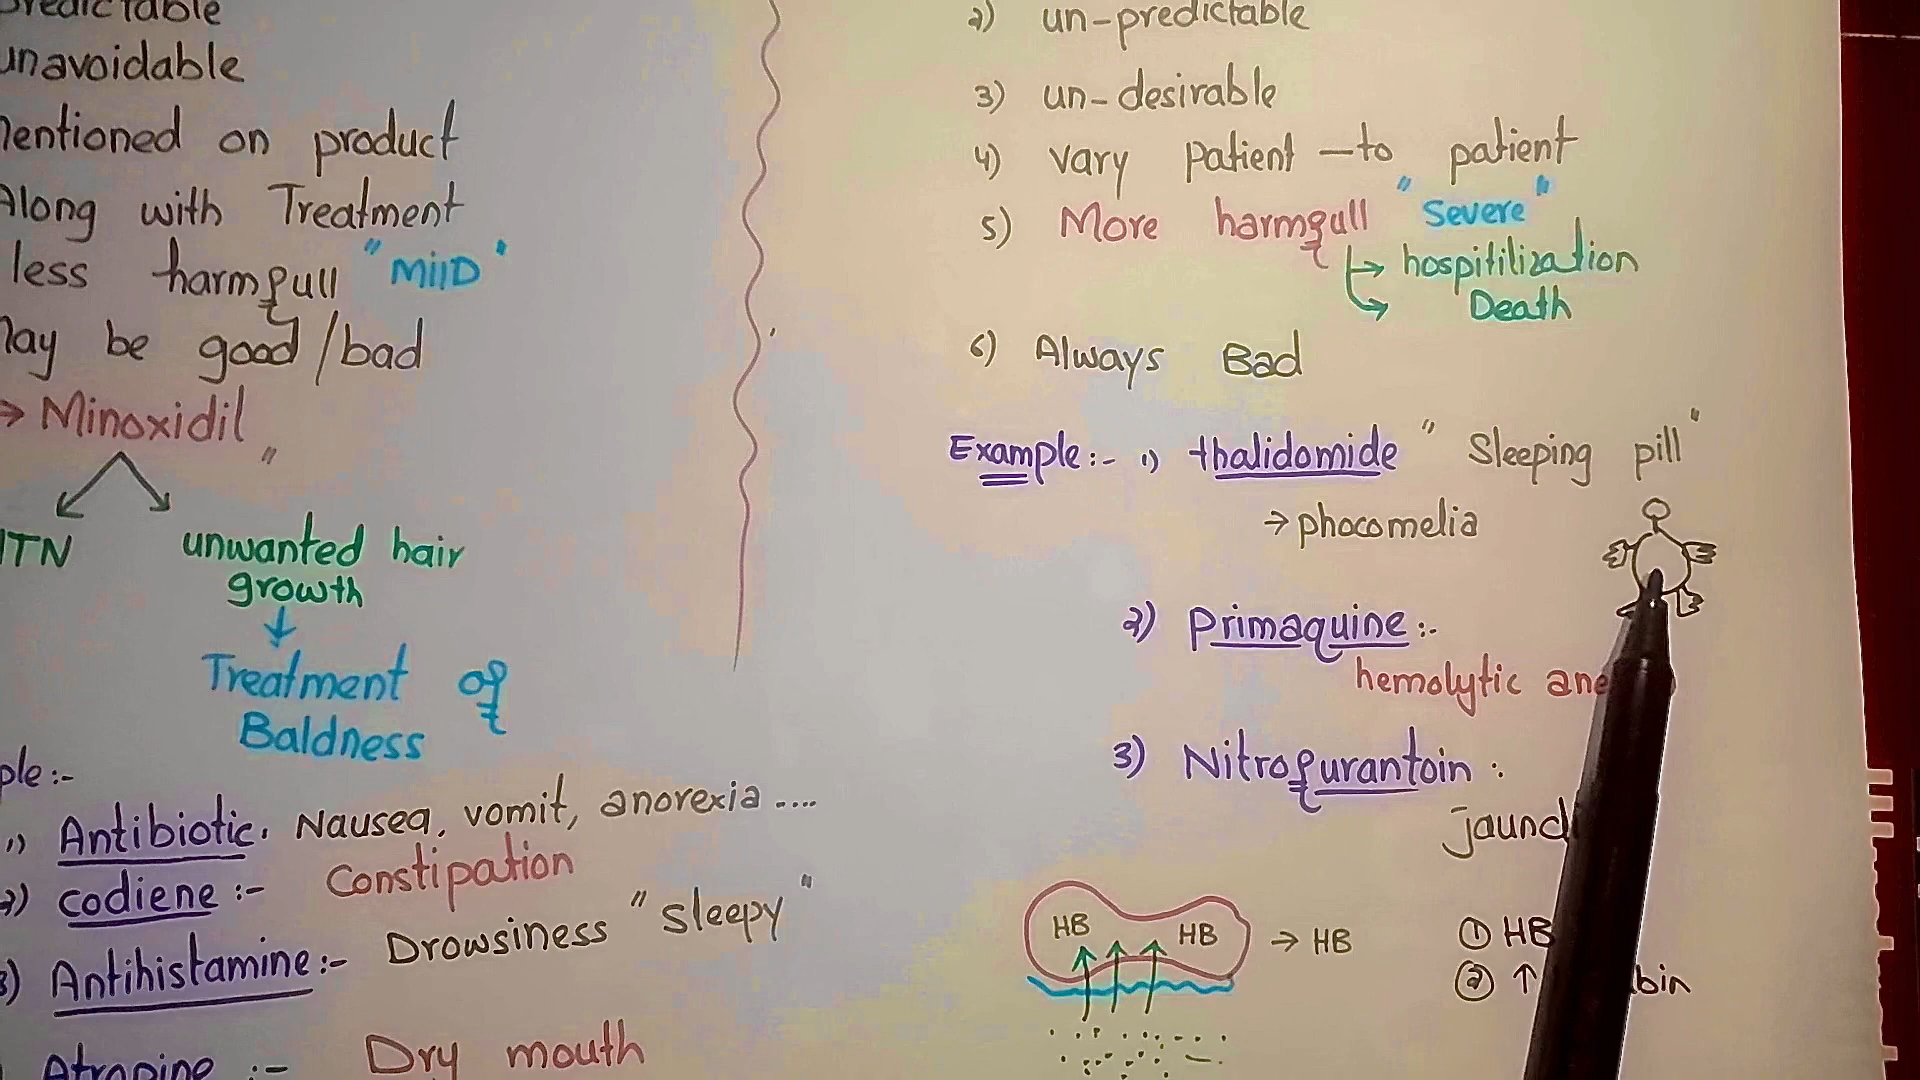 unavoidable
mentioned on product
Along with Treatment
less harmfull "MilD"
may be good/bad
→ Minoxidil
HTN unwanted hair
growth
Treatment of
Baldness
ple:-
1) Antibiotic, Nausea, vomit, anorexia ....
2) codiene :- Constipation
3) Antihistamine:- Drowsiness "sleepy"
Atropine :- Dry mouth
2) un-predictable
3) un-desirable
4) vary patient-to patient
5) More harmfull "Severe"
→ hospitilization
→ Death
6) Always Bad
Example:- 1) thalidomide "Sleeping pill"
→ phocomelia
2) Primaquine:-
hemolytic ane
3) Nitrofurantoin:
jaund
HB HB → HB
① HB
② ↑ bin